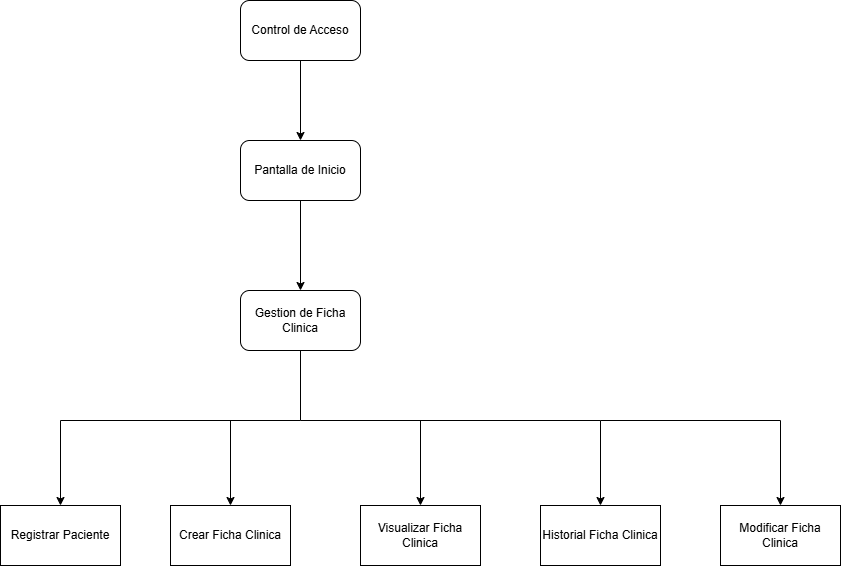 Control de Acceso
Pantalla de Inicio
Gestion de Ficha
Clinica
Registrar Paciente
Crear Ficha Clinica
Visualizar Ficha
Clinica
Historial Ficha Clinica
Modificar Ficha
Clinica